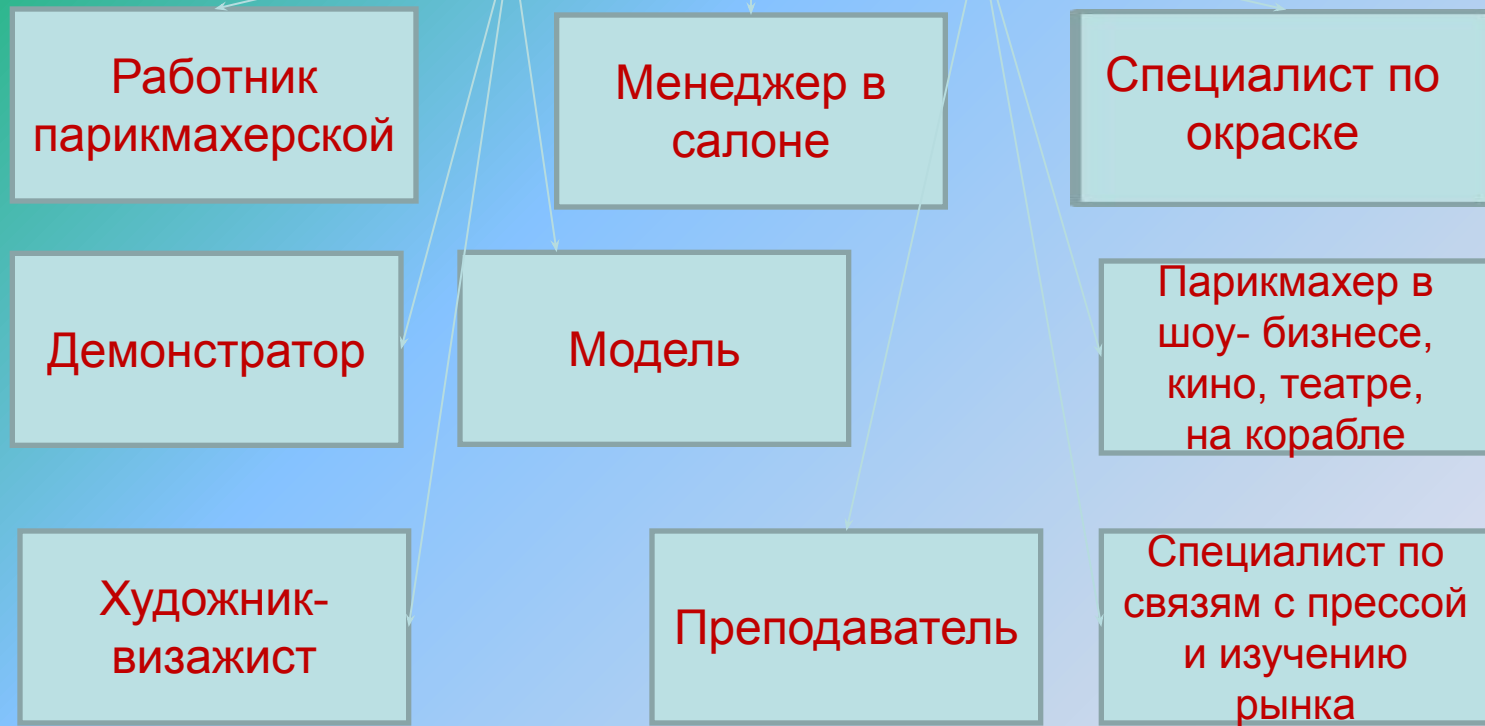 Работник
парикмахерской
Менеджер в
салоне
Специалист по
окраске
Демонстратор
Модель
Парикмахер в
шоу- бизнесе,
кино, театре,
на корабле
Художник-
визажист
Преподаватель
Специалист по
связям с прессой
и изучению
рынка